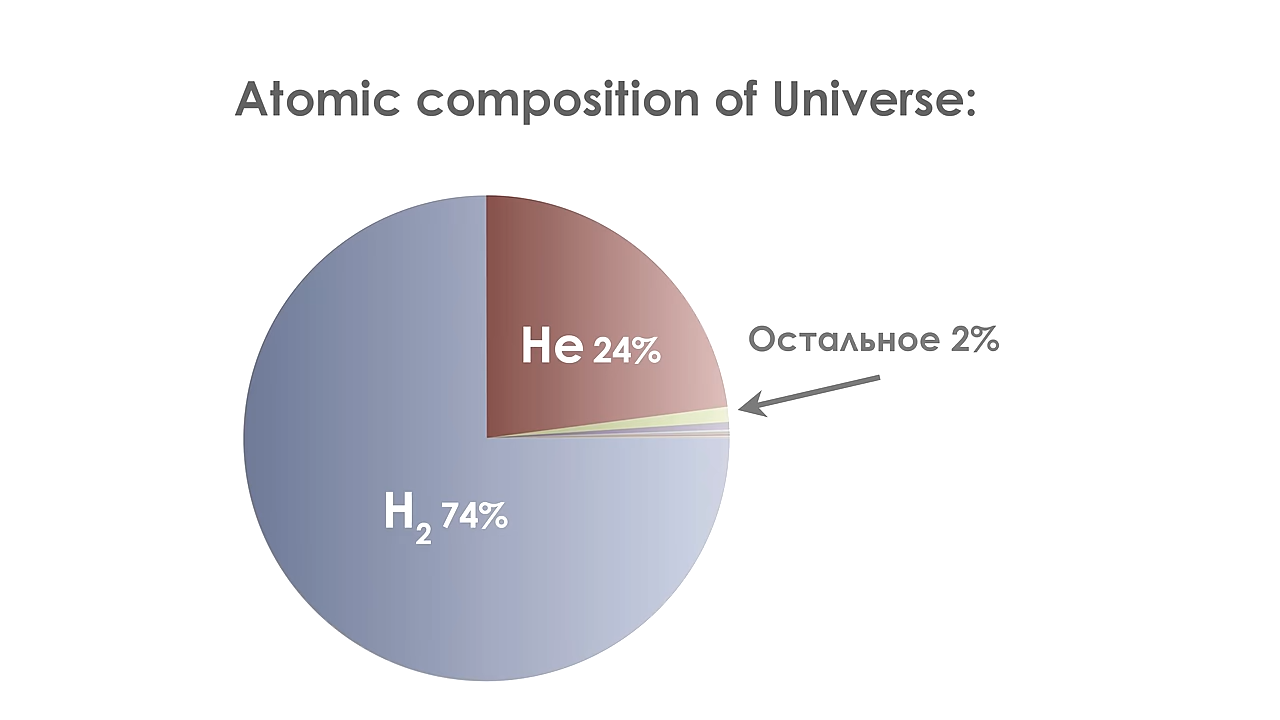 Atomic composition of Universe:
He 24%
Остальное 2%
H₂ 74%